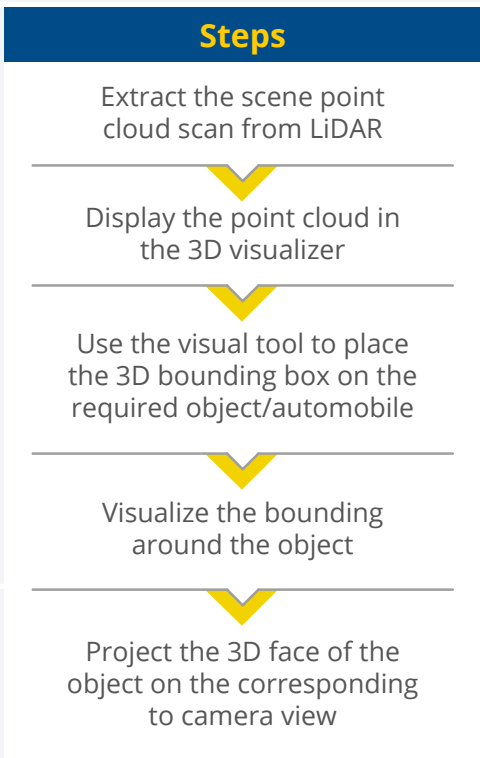 Steps
Extract the scene point
cloud scan from LiDAR
Display the point cloud in
the 3D visualizer
Use the visual tool to place
the 3D bounding box on the
required object/automobile
Visualize the bounding
around the object
Project the 3D face of the
object on the corresponding
to camera view